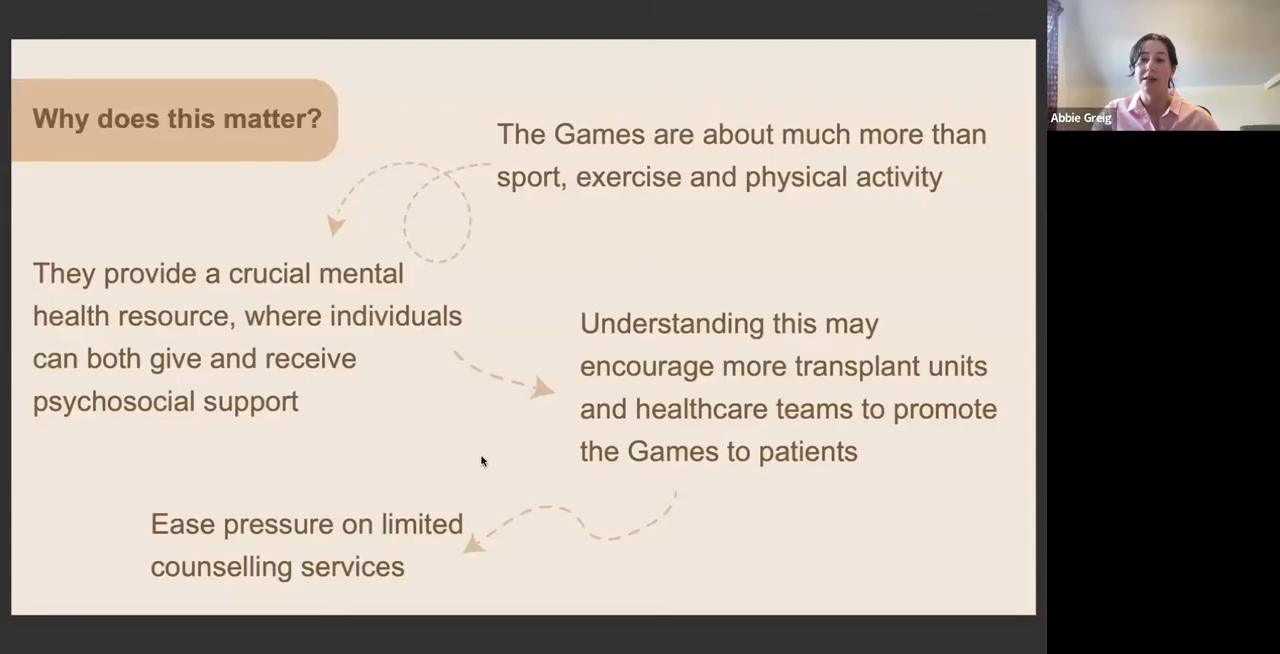 Why does this matter?
The Games are about much more than
sport, exercise and physical activity
They provide a crucial mental
health resource, where individuals
can both give and receive
psychosocial support
Understanding this may
encourage more transplant units
and healthcare teams to promote
the Games to patients
Ease pressure on limited
counselling services
Abbie Greig